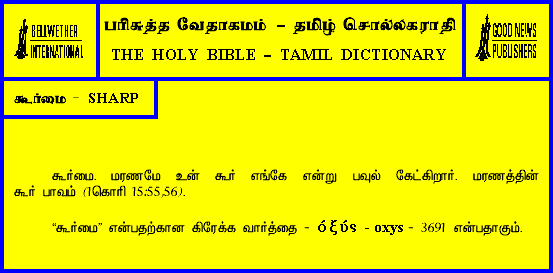 BELLWETHER
INTERNATIONAL
பரிசுத்த வேதாகமம் – தமிழ் சொல்லகராதி
THE HOLY BIBLE – TAMIL DICTIONARY
GOOD NEWS
PUBLISHERS
கூர்மை - SHARP
கூர்மை. மரணமே உன் கூர் எங்கே என்று பவுல் கேட்கிறார். மரணத்தின்
கூர் பாவம் (1கொரி 15:55,56).
“கூர்மை” என்பதற்கான கிரேக்க வார்த்தை - όξύs - oxys - 3691 என்பதாகும்.